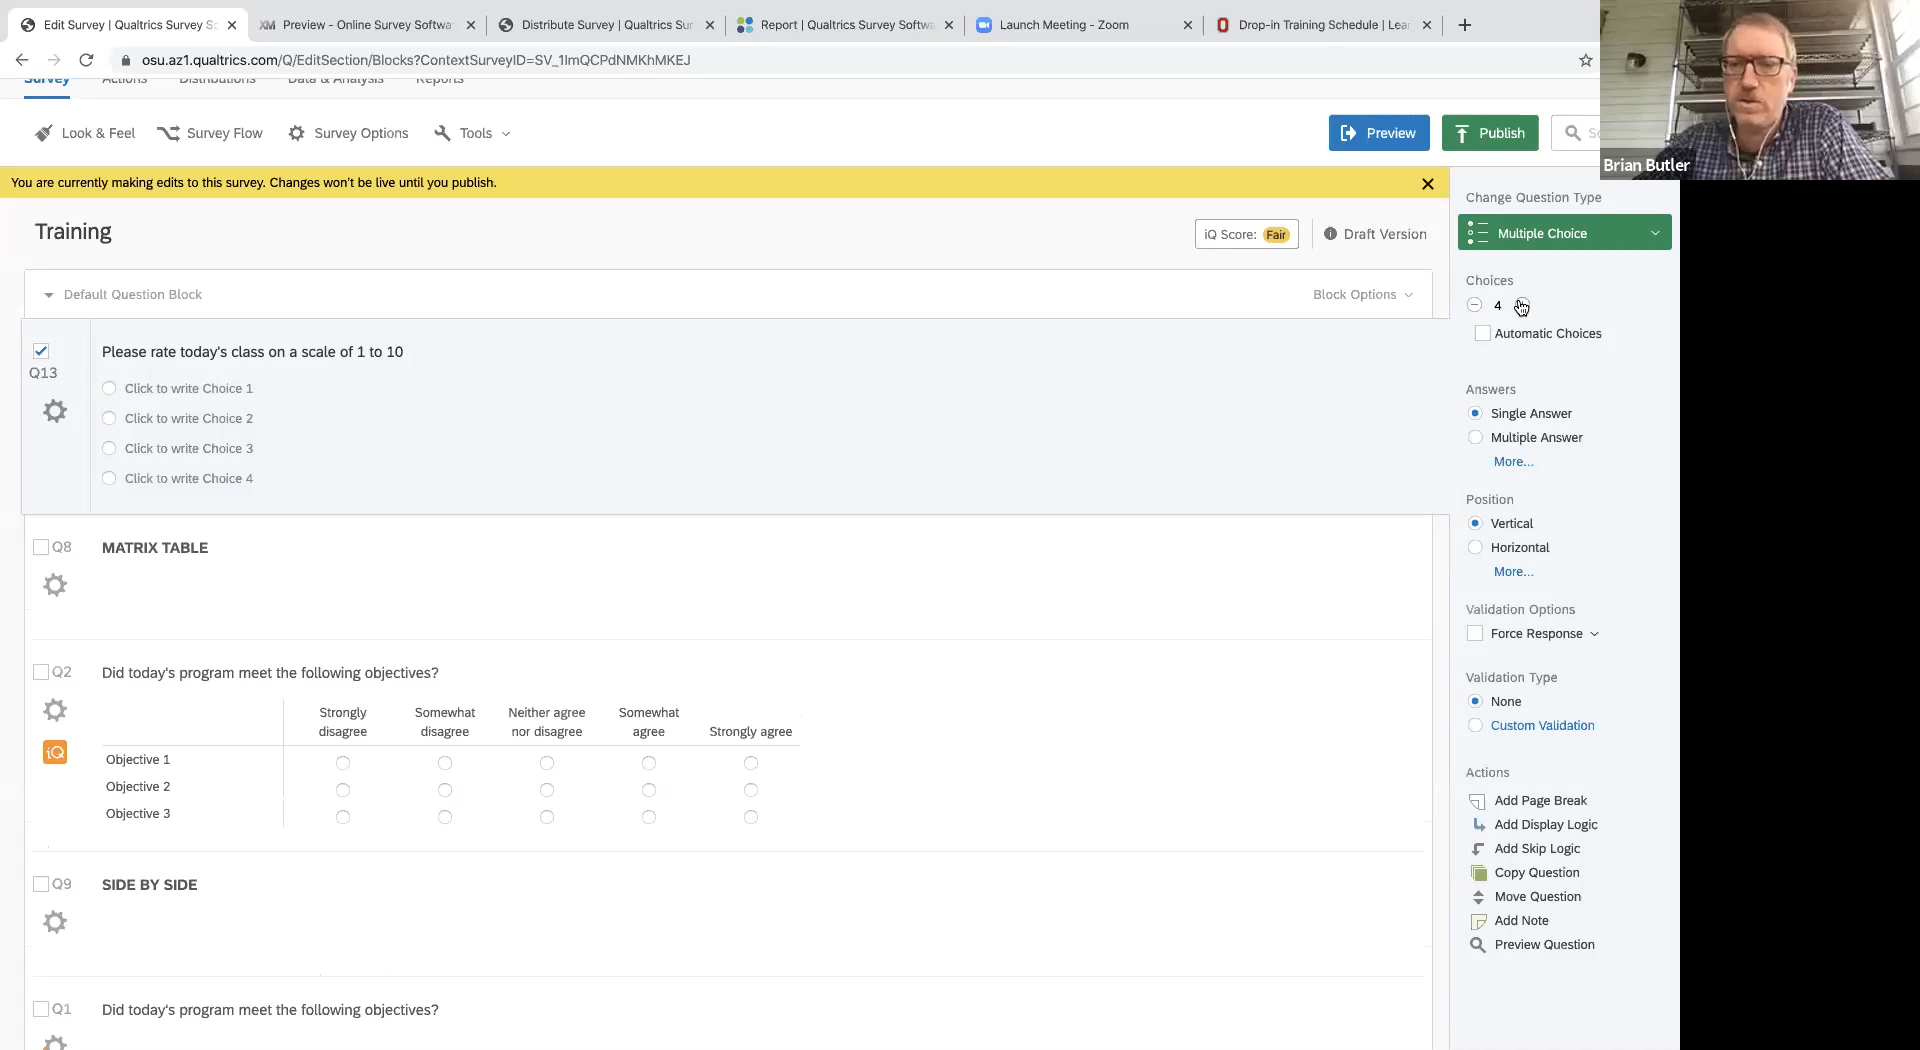 Edit Survey | Qualtrics Survey S
Preview - Online Survey Softwa
Distribute Survey | Qualtrics Sur
Report | Qualtrics Survey Softwa
Launch Meeting - Zoom
Drop-in Training Schedule | Lear
osu.az1.qualtrics.com/Q/EditSection/Blocks?ContextSurveyID=SV_1lmQCPdNMKhMKEJ
Survey Actions Distributions Data & Analysis Reports
Look & Feel Survey Flow Survey Options Tools
Preview Publish
Brian Butler
You are currently making edits to this survey. Changes won't be live until you publish.
Training
iQ Score: Fair
Draft Version
Default Question Block
Block Options
Q13
Please rate today's class on a scale of 1 to 10
Click to write Choice 1
Click to write Choice 2
Click to write Choice 3
Click to write Choice 4
Q8 MATRIX TABLE
Q2 Did today's program meet the following objectives?
iQ
Strongly disagree Somewhat disagree Neither agree nor disagree Somewhat agree Strongly agree
Objective 1
Objective 2
Objective 3
Q9 SIDE BY SIDE
Q1 Did today's program meet the following objectives?
Change Question Type
Multiple Choice
Choices
4
Automatic Choices
Answers
Single Answer
Multiple Answer
More...
Position
Vertical
Horizontal
More...
Validation Options
Force Response
Validation Type
None
Custom Validation
Actions
Add Page Break
Add Display Logic
Add Skip Logic
Copy Question
Move Question
Add Note
Preview Question